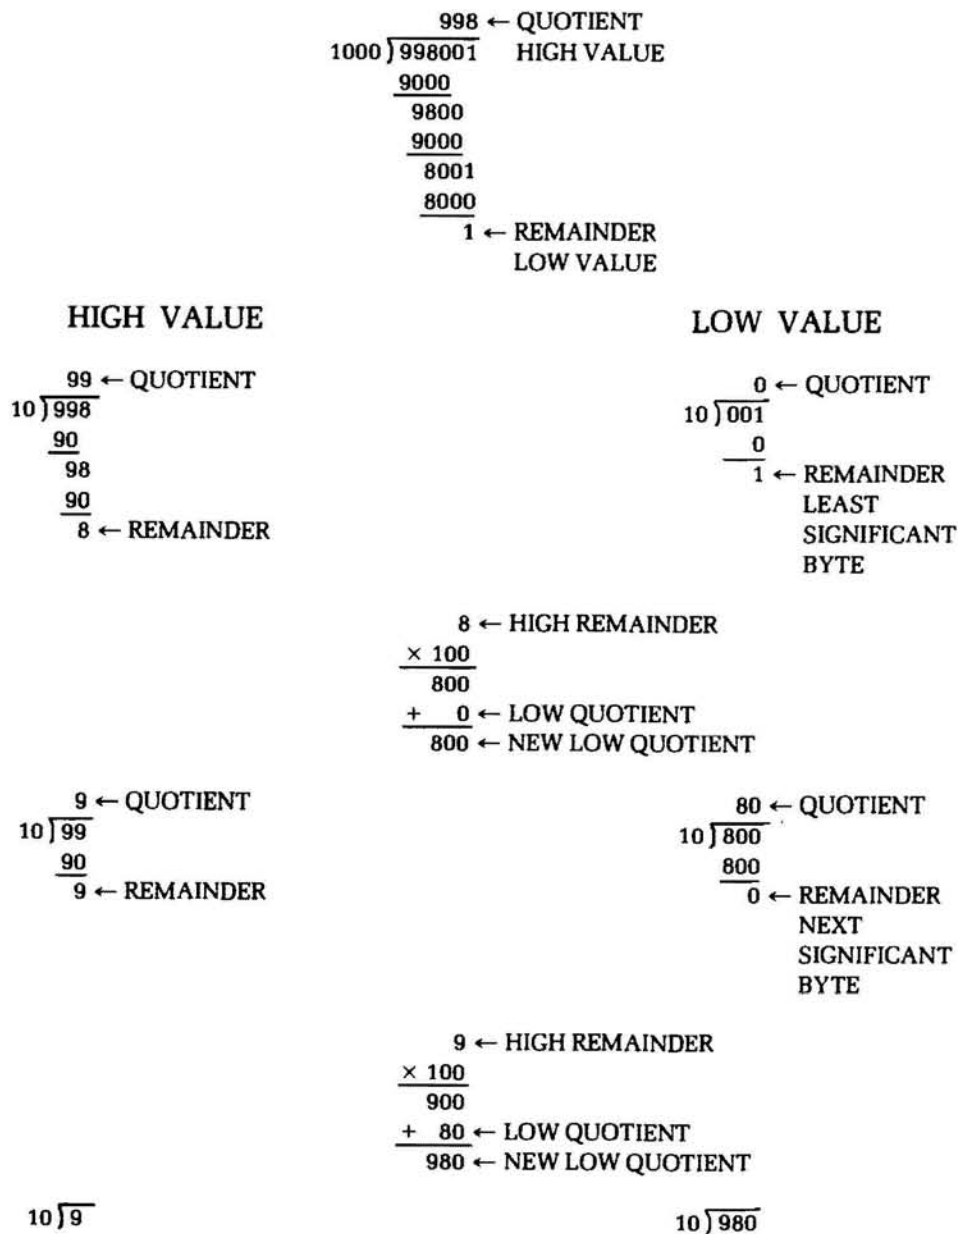 998 ← QUOTIENT
1000 ) 998001 HIGH VALUE
9000
9800
9000
8001
8000
1 ← REMAINDER
LOW VALUE
HIGH VALUE
99 ← QUOTIENT
10 ) 998
90
98
90
8 ← REMAINDER
LOW VALUE
0 ← QUOTIENT
10 ) 001
0
1 ← REMAINDER
LEAST
SIGNIFICANT
BYTE
8 ← HIGH REMAINDER
× 100
800
+ 0 ← LOW QUOTIENT
800 ← NEW LOW QUOTIENT
9 ← QUOTIENT
10 ) 99
90
9 ← REMAINDER
80 ← QUOTIENT
10 ) 800
800
0 ← REMAINDER
NEXT
SIGNIFICANT
BYTE
9 ← HIGH REMAINDER
× 100
900
+ 80 ← LOW QUOTIENT
980 ← NEW LOW QUOTIENT
10 ) 9
10 ) 980